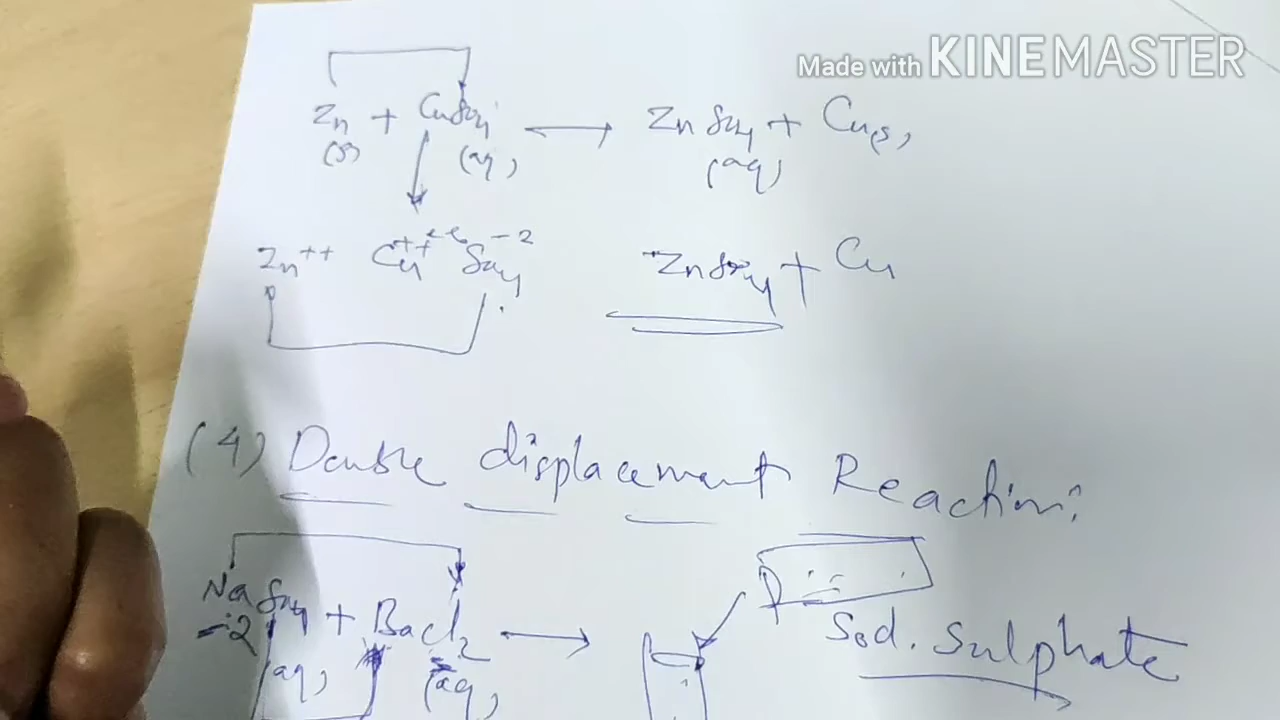 Made with KINEMASTER
Zn + CuSO4 → ZnSO4 + Cu(s)
(s) (aq) (aq)
Zn++ Cu++ SO4-2 ZnSO4 + Cu
(4) Double displacement Reaction:
Na2SO4 + BaCl2 →
(aq) (aq)
Sod. Sulphate